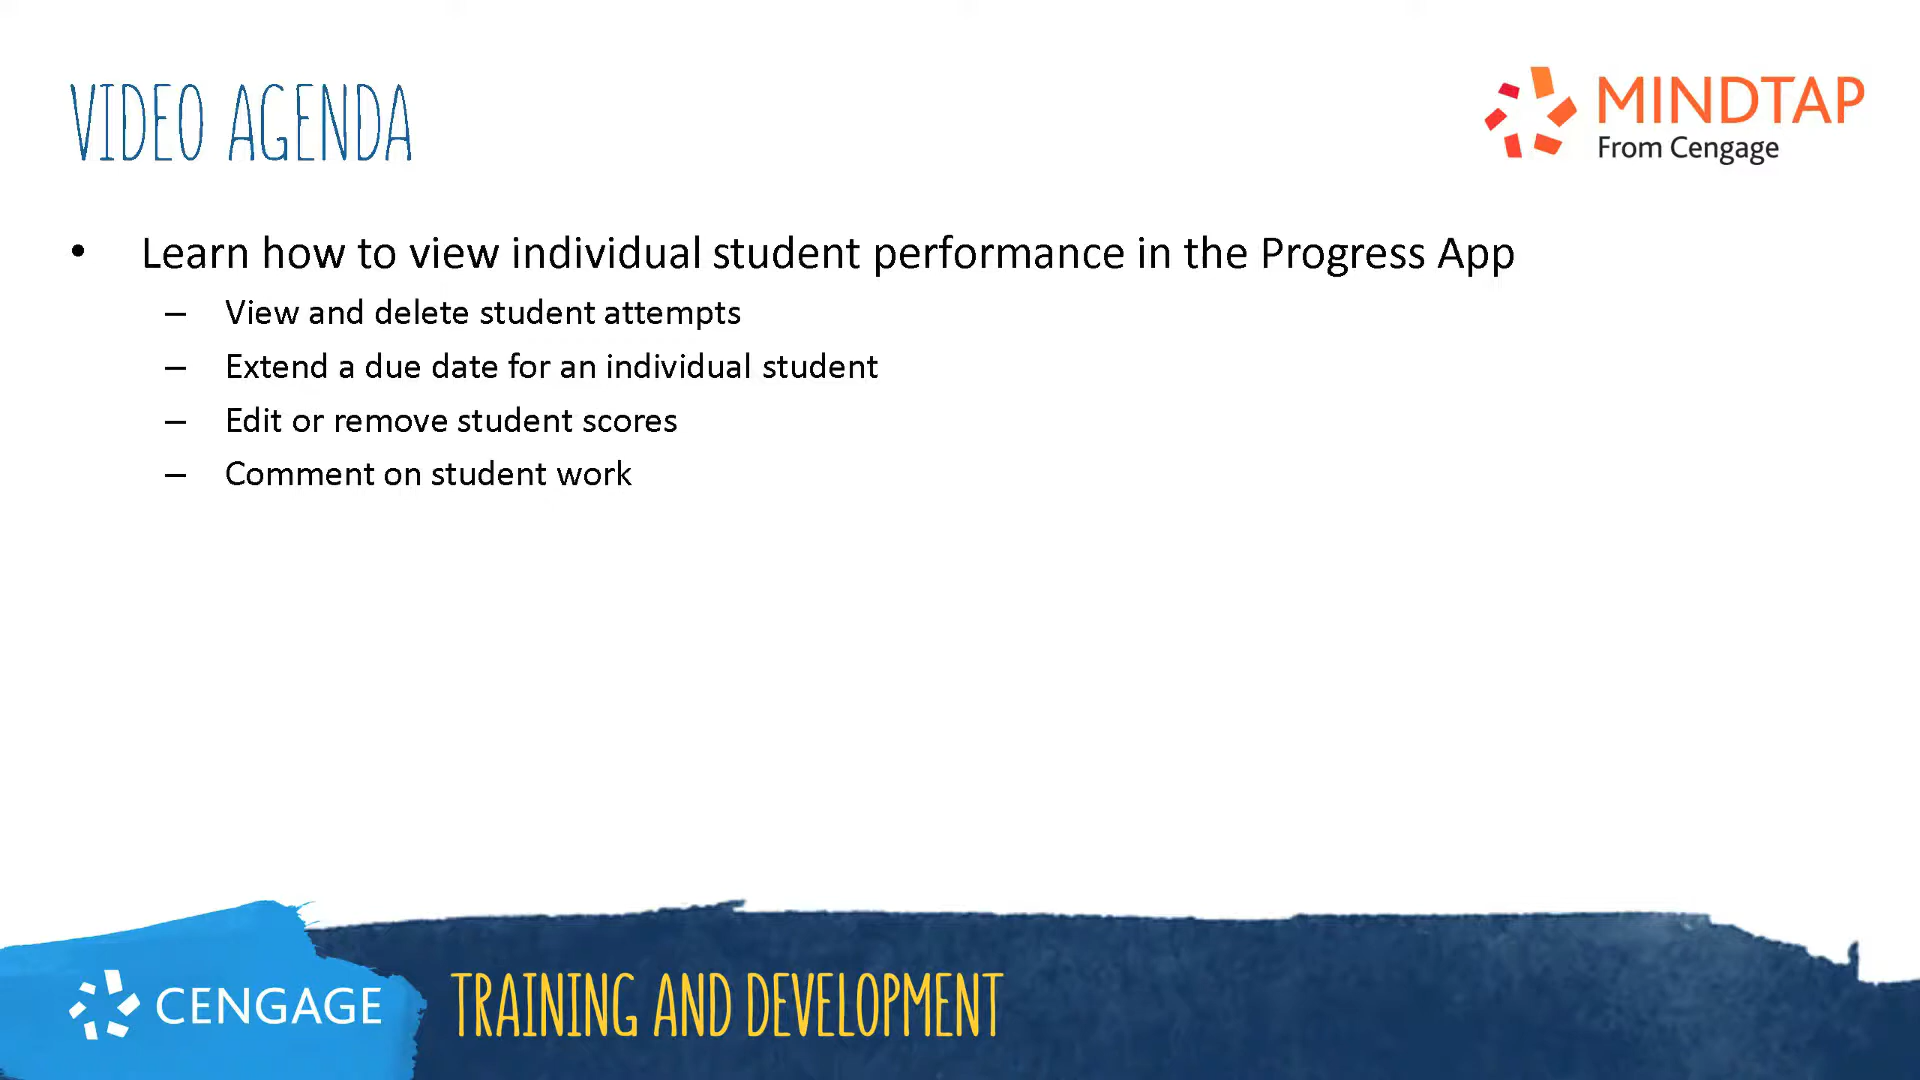 VIDEO AGENDA
MINDTAP
From Cengage
• Learn how to view individual student performance in the Progress App
– View and delete student attempts
– Extend a due date for an individual student
– Edit or remove student scores
– Comment on student work
CENGAGE
TRAINING AND DEVELOPMENT